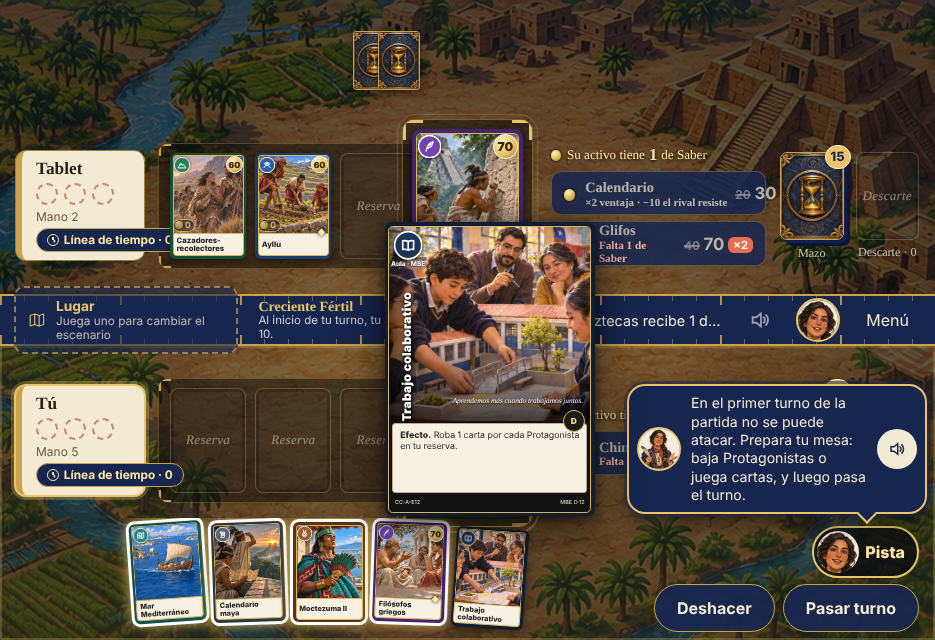 Tablet
Mano 2
Línea de tiempo · 0
60
0
Cazadores-
recolectores
60
0
Ayllu
Reserva
70
Su activo tiene 1 de Saber
Calendario
×2 ventaja · −10 el rival resiste
20 30
Glifos
Falta 1 de
Saber
40 70 ×2
15
Mazo
Descarte
Descarte · 0
Lugar
Juega uno para cambiar el
escenario
Creciente Fértil
Al inicio de tu turno, tu
10.
ztecas recibe 1 d...
Menú
Aula · MBE
Trabajo colaborativo
Aprendemos más cuando trabajamos juntos.
D
Efecto. Roba 1 carta por cada Protagonista
en tu reserva.
CC-A-E12
MBE D·12
Tú
Mano 5
Línea de tiempo · 0
Reserva
Reserva
Reser
Chin
Falta
En el primer turno de la
partida no se puede
atacar. Prepara tu mesa:
baja Protagonistas o
juega cartas, y luego pasa
el turno.
Pista
Mar
Mediterráneo
Calendario
maya
Moctezuma II
70
Filósofos
griegos
Trabajo
colaborativo
Deshacer
Pasar turno